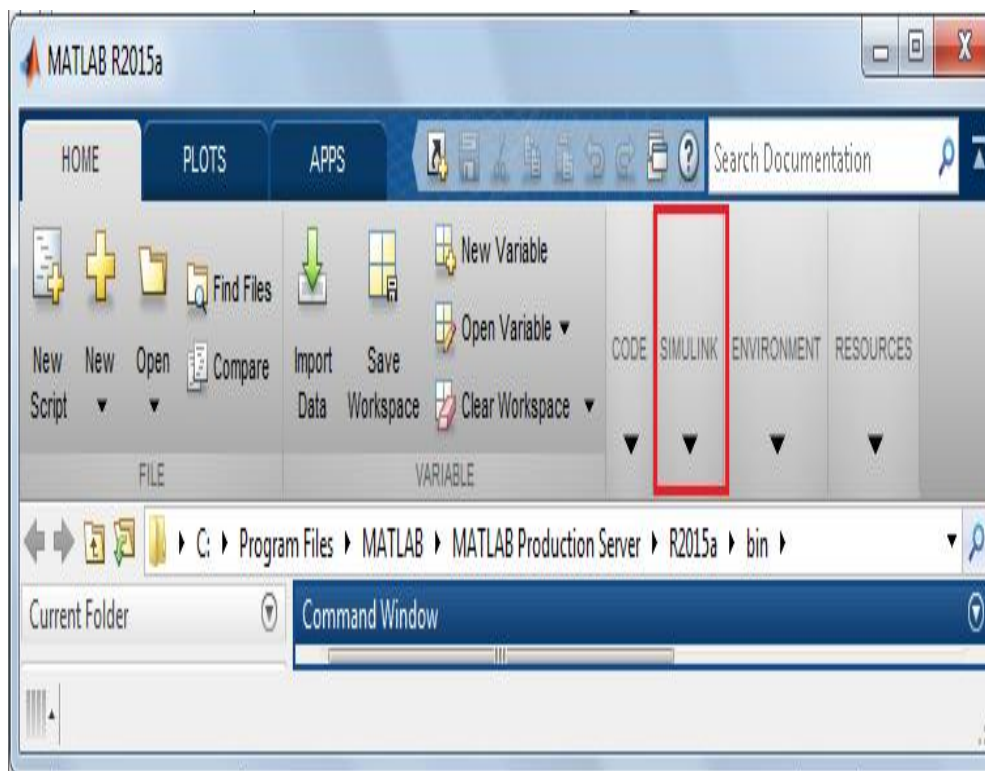 MATLAB R2015a
HOME PLOTS APPS Search Documentation
New Script
New
Open
Find Files
Compare
FILE
Import Data
Save Workspace
New Variable
Open Variable
Clear Workspace
VARIABLE
CODE SIMULINK ENVIRONMENT RESOURCES
C: Program Files MATLAB MATLAB Production Server R2015a bin
Current Folder Command Window